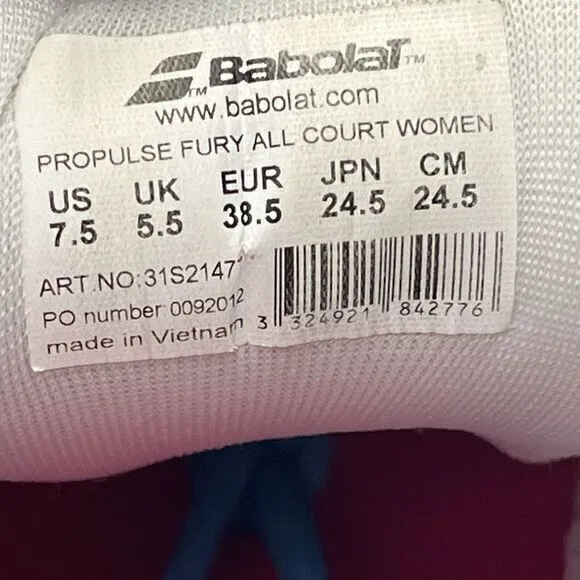 Babolat™
www.babolat.com
PROPULSE FURY ALL COURT WOMEN
US UK EUR JPN CM
7.5 5.5 38.5 24.5 24.5
ART.NO:31S2147
PO number 0092012
made in Vietnam
3 324921 842776